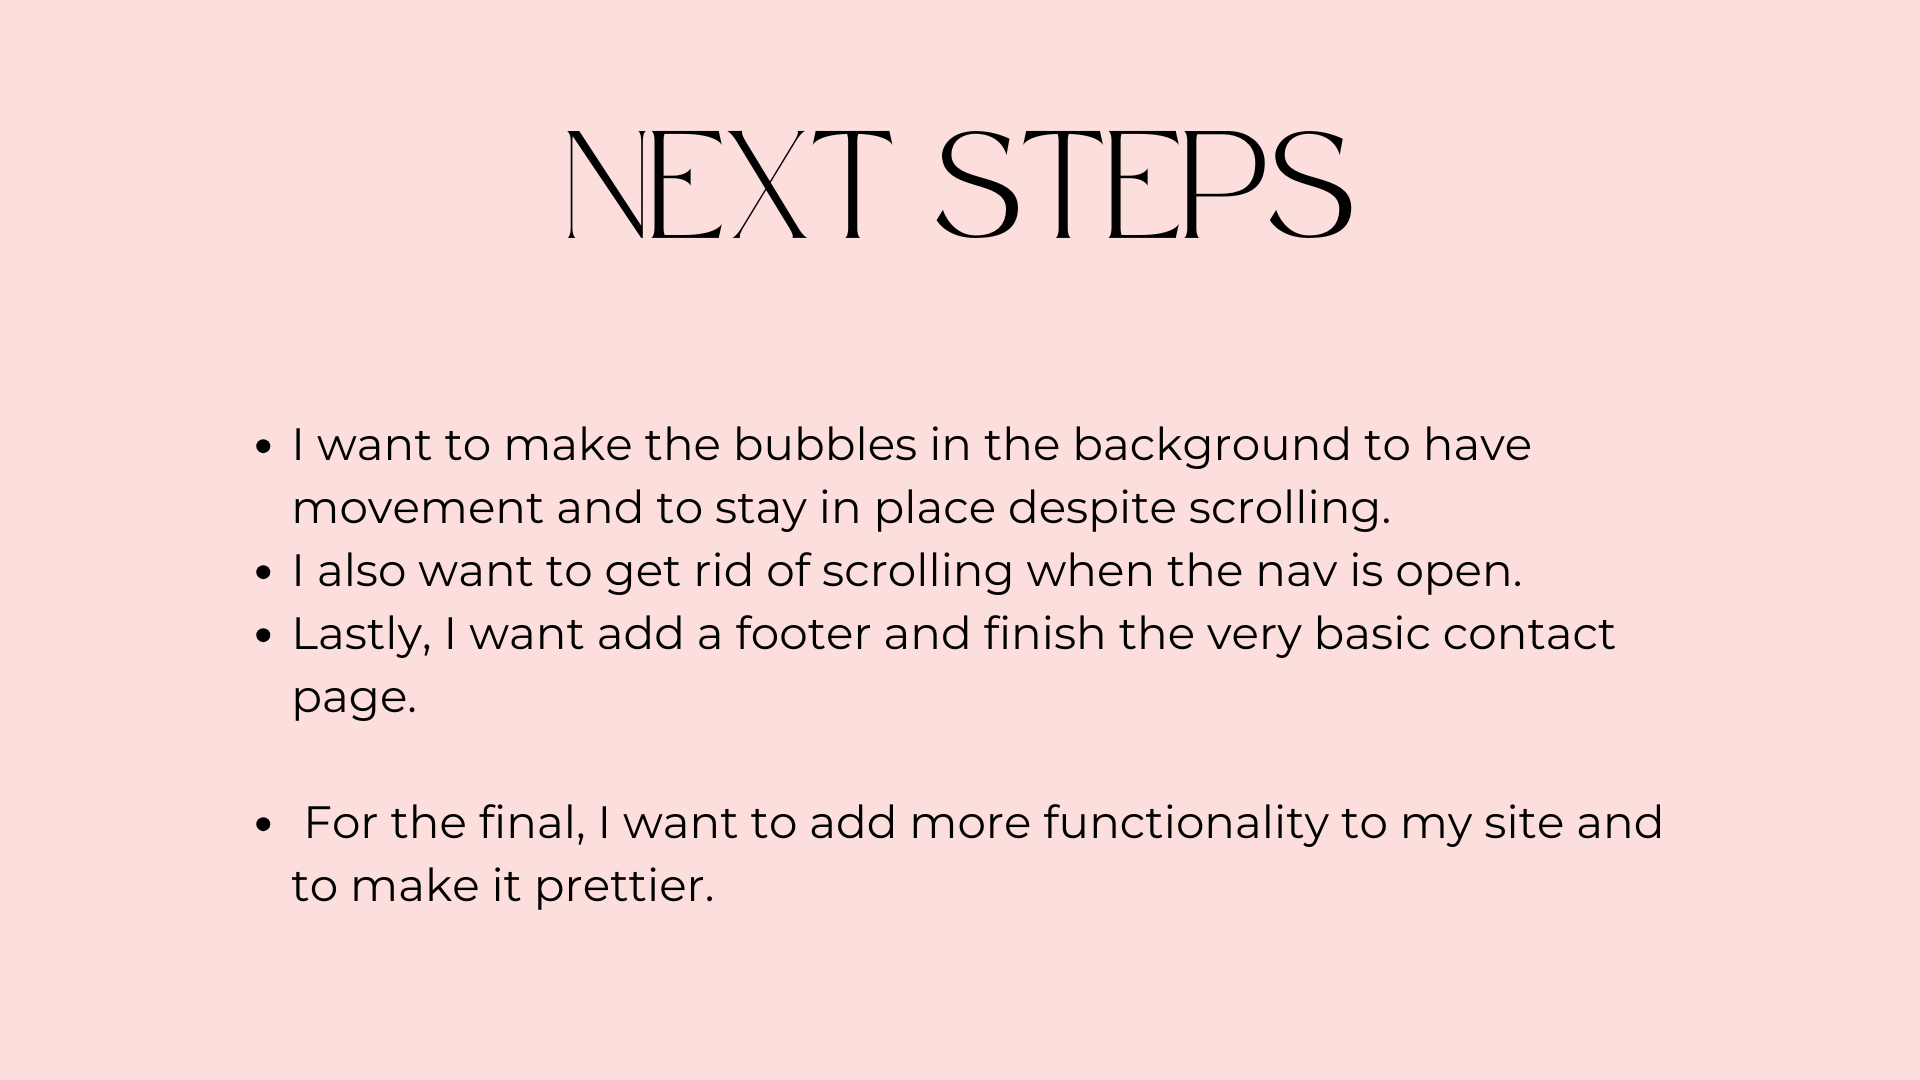 NEXT STEPS
• I want to make the bubbles in the background to have
movement and to stay in place despite scrolling.
• I also want to get rid of scrolling when the nav is open.
• Lastly, I want add a footer and finish the very basic contact
page.
• For the final, I want to add more functionality to my site and
to make it prettier.